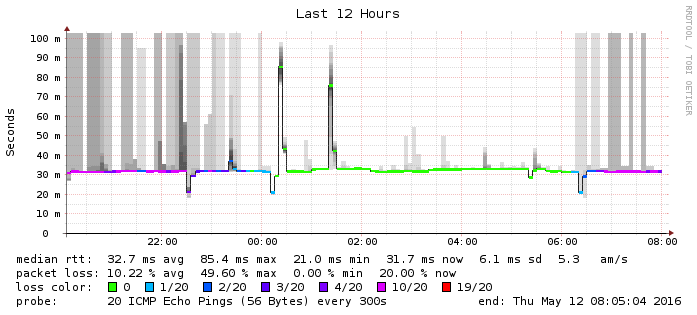 Last 12 Hours
RRDTOOL / TOBI OETIKER
Seconds
100 m
90 m
80 m
70 m
60 m
50 m
40 m
30 m
20 m
10 m
0
22:00 00:00 02:00 04:00 06:00 08:00
median rtt: 32.7 ms avg 85.4 ms max 21.0 ms min 31.7 ms now 6.1 ms sd 5.3 am/s
packet loss: 10.22 % avg 49.60 % max 0.00 % min 20.00 % now
loss color: 0 1/20 2/20 3/20 4/20 10/20 19/20
probe: 20 ICMP Echo Pings (56 Bytes) every 300s end: Thu May 12 08:05:04 2016